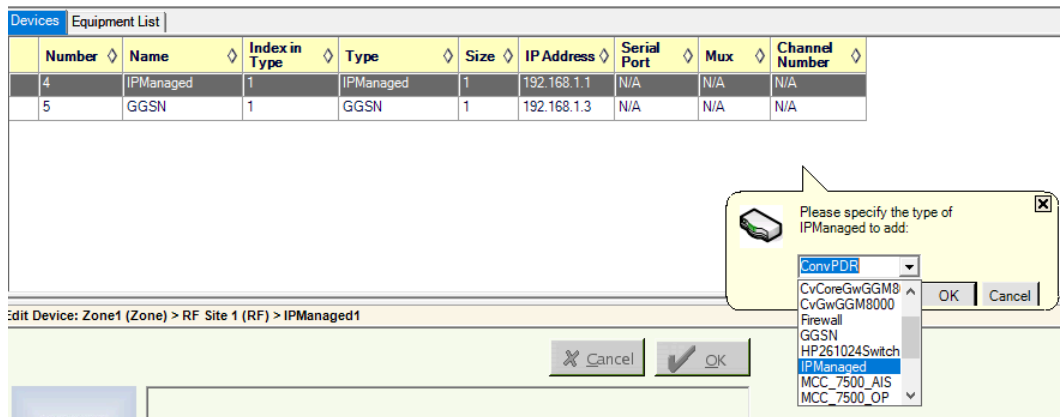 Devices Equipment List
Number Name Index in Type Type Size IP Address Serial Port Mux Channel Number
4 IPManaged 1 IPManaged 1 192.168.1.1 N/A N/A N/A
5 GGSN 1 GGSN 1 192.168.1.3 N/A N/A N/A
Please specify the type of
IPManaged to add:
ConvPDR
CvCoreGwGGM8
CvGwGGM8000
Firewall
GGSN
HP261024Switch
IPManaged
MCC_7500_AIS
MCC_7500_OP
OK Cancel
Edit Device: Zone1 (Zone) > RF Site 1 (RF) > IPManaged1
Cancel OK